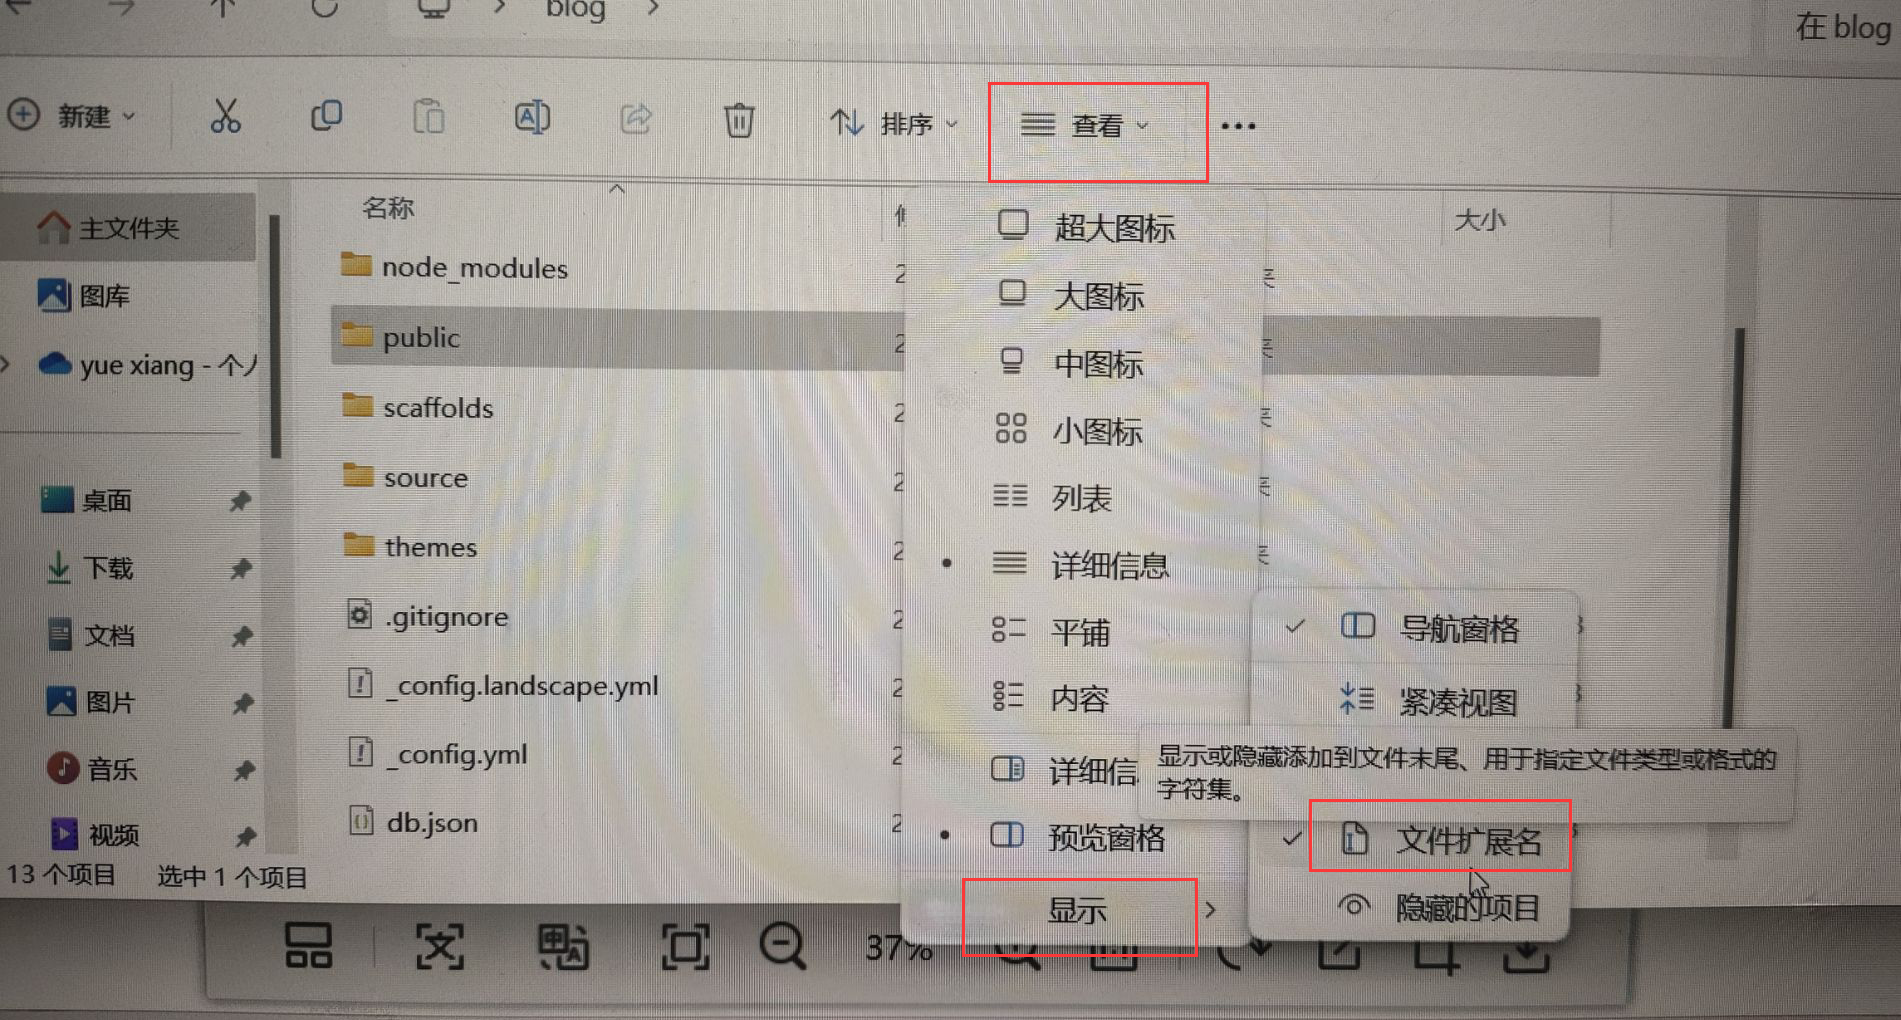 blog
在 blog
新建
排序
查看
主文件夹
图库
yue xiang - 个
桌面
下载
文档
图片
音乐
视频
13 个项目
选中 1 个项目
名称
大小
node_modules
public
scaffolds
source
themes
.gitignore
_config.landscape.yml
_config.yml
db.json
超大图标
大图标
中图标
小图标
列表
详细信息
平铺
内容
详细信
预览窗格
显示
导航窗格
紧凑视图
显示或隐藏添加到文件末尾、用于指定文件类型或格式的
字符集。
文件扩展名
隐藏的项目
37%